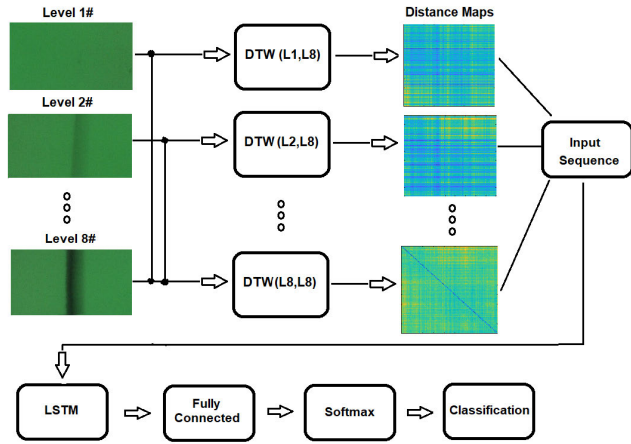 Level 1#
Distance Maps
DTW (L1,L8)
Level 2#
DTW (L2,L8)
Input
Sequence
Level 8#
DTW(L8,L8)
LSTM
Fully
Connected
Softmax
Classification